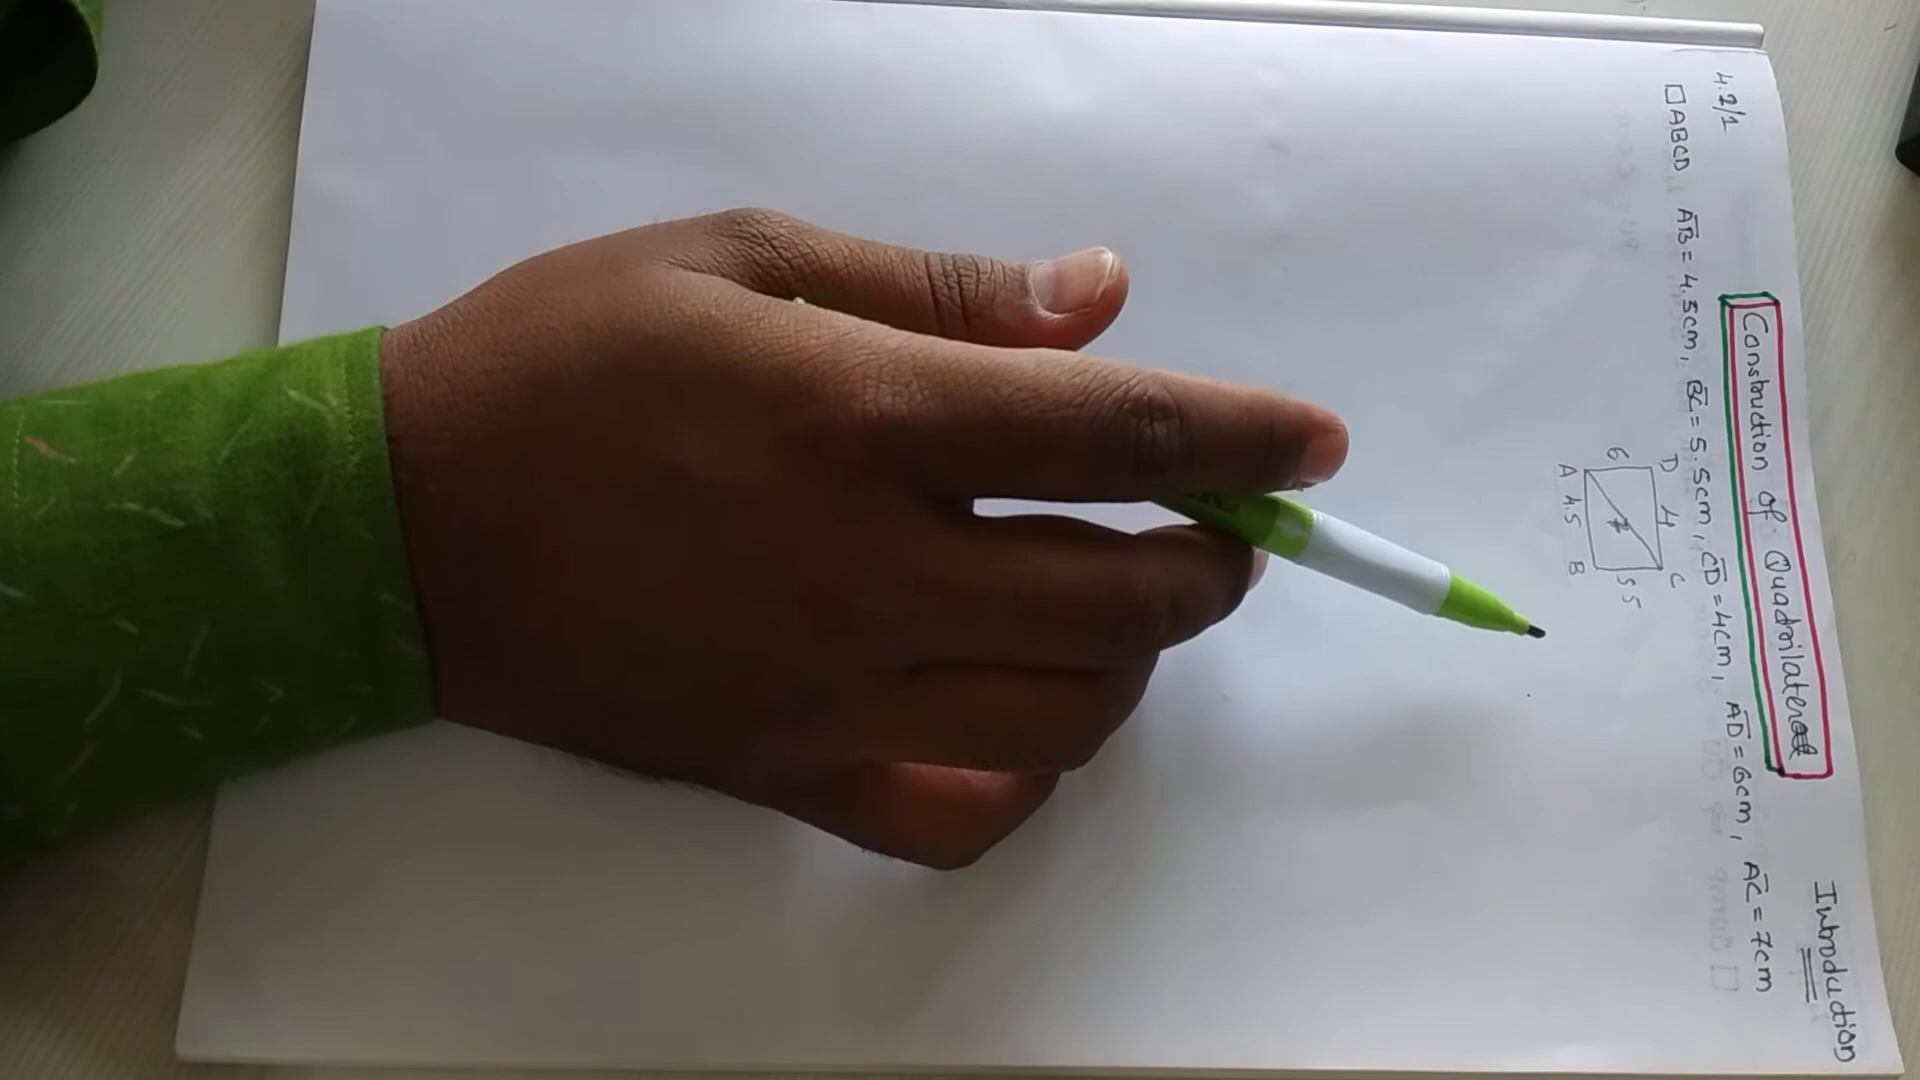 Introduction
Construction of Quadrilateral
4.2/1
□ABCD AB = 4.5cm, BC = 5.5cm, CD = 4cm, AD = 6cm, AC = 7cm
D 4 C
6 7 5.5
A 4.5 B